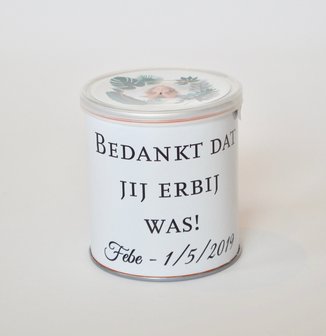 BEDANKT DAT
JIJ ERBIJ
WAS!
Febe - 1/5/2019